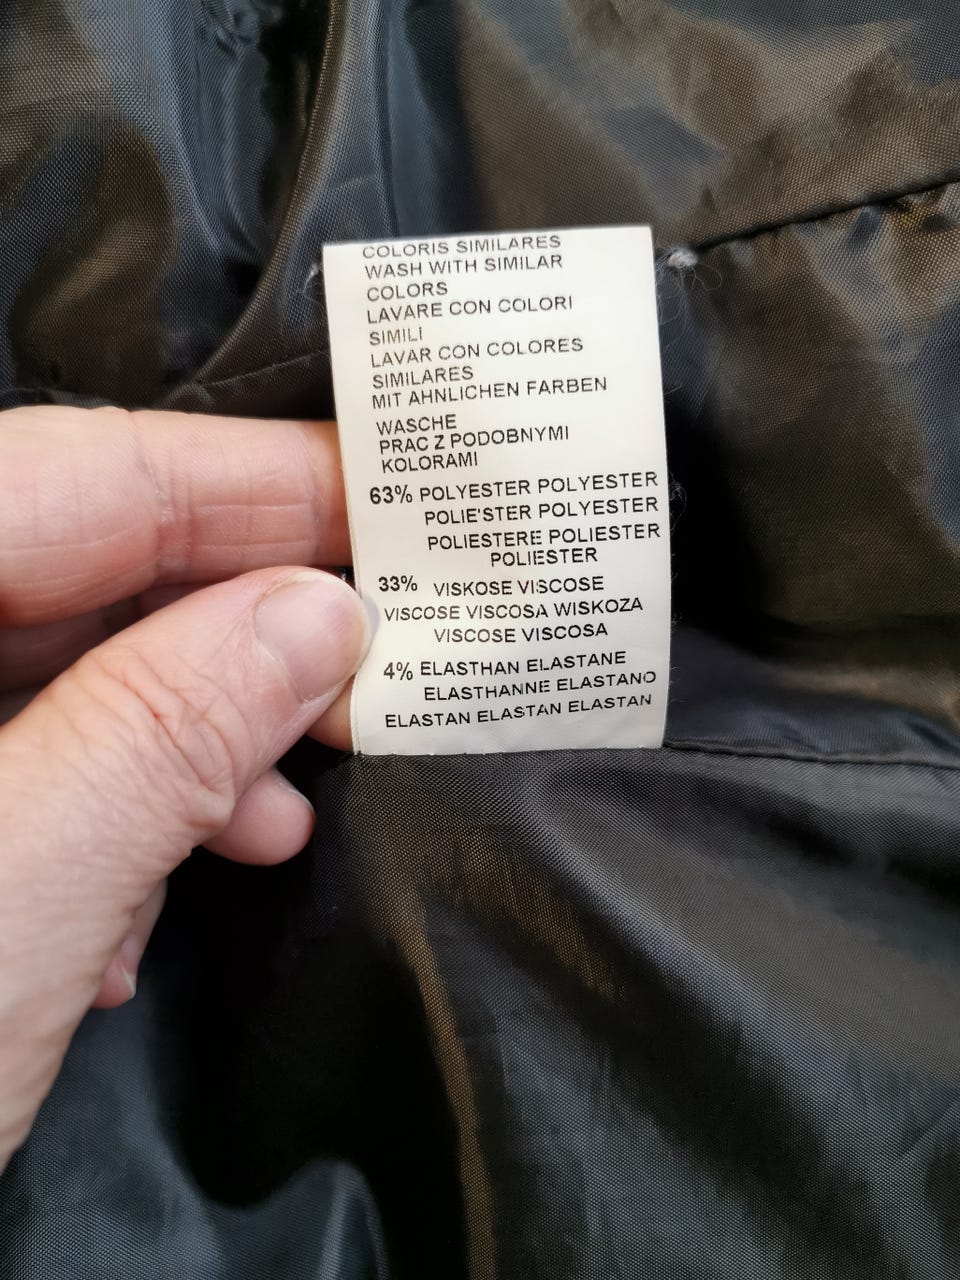 COLORIS SIMILARES
WASH WITH SIMILAR
COLORS
LAVARE CON COLORI
SIMILI
LAVAR CON COLORES
SIMILARES
MIT AHNLICHEN FARBEN
WASCHE
PRAC Z PODOBNYMI
KOLORAMI
63% POLYESTER POLYESTER
POLIE'STER POLYESTER
POLIESTERE POLIESTER
POLIESTER
33% VISKOSE VISCOSE
VISCOSE VISCOSA WISKOZA
VISCOSE VISCOSA
4% ELASTHAN ELASTANE
ELASTHANNE ELASTANO
ELASTAN ELASTAN ELASTAN